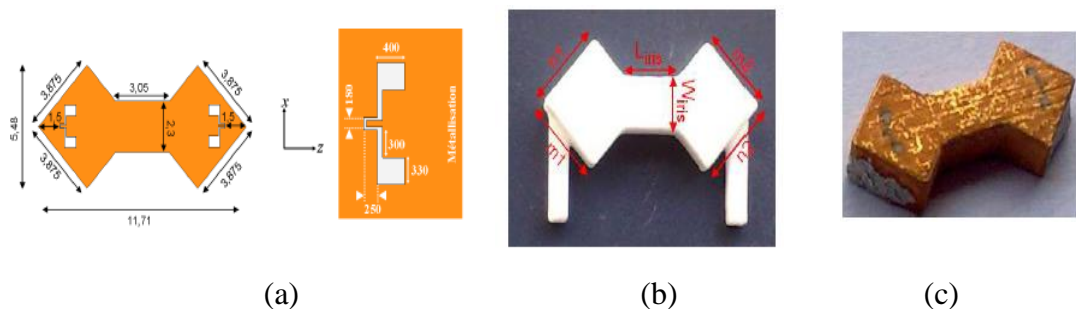 3,875
3,05
3,875
5,48
1,5
2,3
1,5
3,875
3,875
11,71
x
z
400
180
300
330
250
Métallisation
L iris
W iris
m2
m1
(a)
(b)
(c)